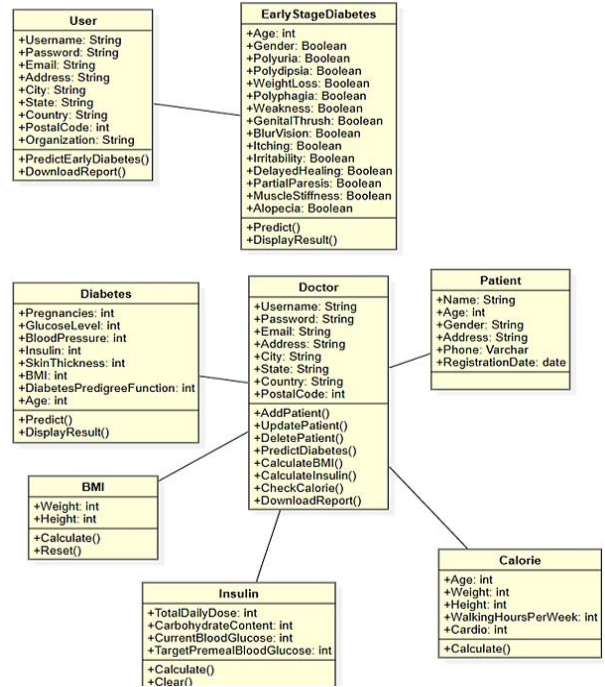 User
+Username: String
+Password: String
+Email: String
+Address: String
+City: String
+State: String
+Country: String
+PostalCode: int
+Organization: String
+PredictEarlyDiabetes()
+DownloadReport()
EarlyStageDiabetes
+Age: int
+Gender: Boolean
+Polyuria: Boolean
+Polydipsia: Boolean
+WeightLoss: Boolean
+Polyphagia: Boolean
+Weakness: Boolean
+GenitalThrush: Boolean
+BlurVision: Boolean
+Itching: Boolean
+Irritability: Boolean
+DelayedHealing: Boolean
+PartialParesis: Boolean
+MuscleStiffness: Boolean
+Alopecia: Boolean
+Predict()
+DisplayResult()
Diabetes
+Pregnancies: int
+GlucoseLevel: int
+BloodPressure: int
+Insulin: int
+SkinThickness: int
+BMI: int
+DiabetesPredigreeFunction: int
+Age: int
+Predict()
+DisplayResult()
Doctor
+Username: String
+Password: String
+Email: String
+Address: String
+City: String
+State: String
+Country: String
+PostalCode: int
+AddPatient()
+UpdatePatient()
+DeletePatient()
+PredictDiabetes()
+CalculateBMI()
+CalculateInsulin()
+CheckCalorie()
+DownloadReport()
Patient
+Name: String
+Age: int
+Gender: String
+Address: String
+Phone: Varchar
+RegistrationDate: date
BMI
+Weight: int
+Height: int
+Calculate()
+Reset()
Insulin
+TotalDailyDose: int
+CarbohydrateContent: int
+CurrentBloodGlucose: int
+TargetPremealBloodGlucose: int
+Calculate()
+Clear()
Calorie
+Age: int
+Weight: int
+Height: int
+WalkingHoursPerWeek: int
+Cardio: int
+Calculate()